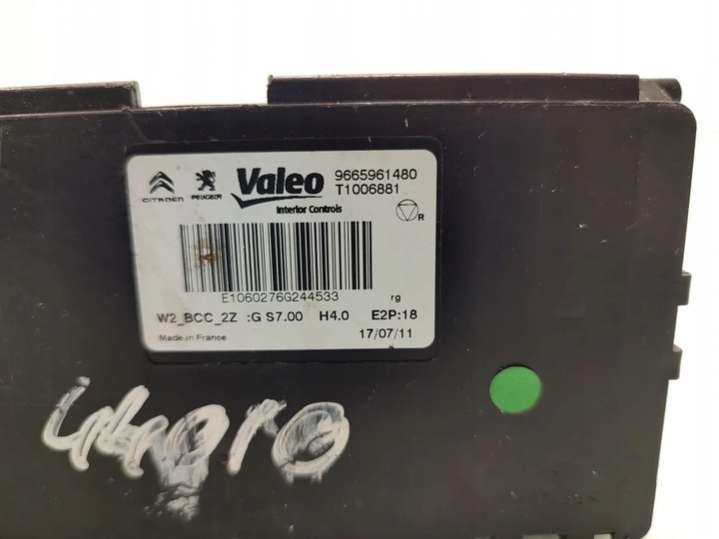 CITROËN PEUGEOT Valeo 9665961480
T1006881
Interior Controls
R
E1060276G244533 rg
W2_BCC_2Z :G S7.00 H4.0 E2P:18
Made in France 17/07/11